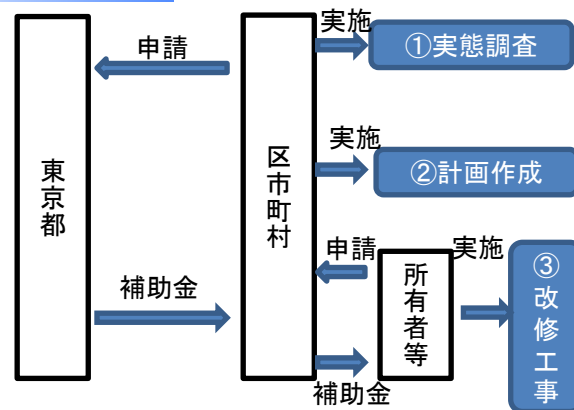 実施
①実態調査
申請
東京都
区市町村
実施
②計画作成
申請
実施
所有者等
③改修工事
補助金
補助金